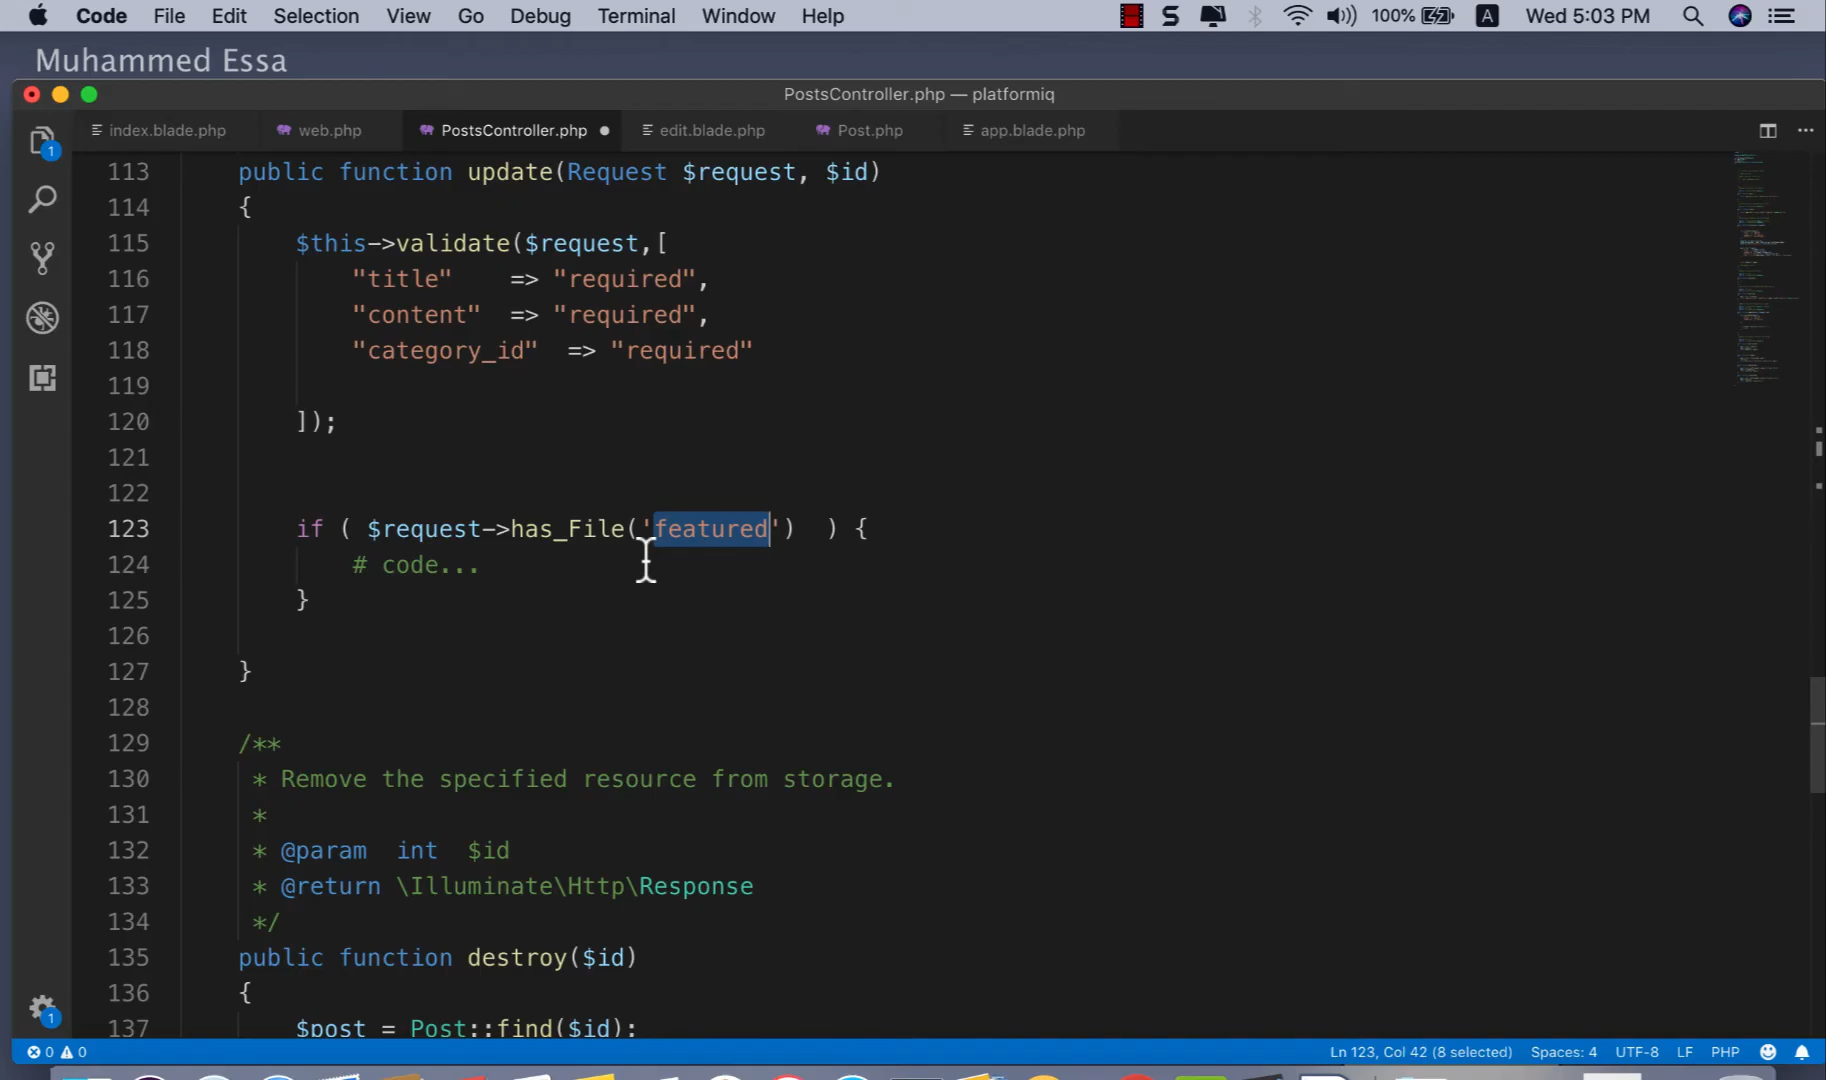 Code File Edit Selection View Go Debug Terminal Window Help S 100% A Wed 5:03 PM
Muhammed Essa
PostsController.php — platformiq
index.blade.php web.php PostsController.php edit.blade.php Post.php app.blade.php
1
113 public function update(Request $request, $id)
114 {
115 $this->validate($request,[
116 "title" => "required",
117 "content" => "required",
118 "category_id" => "required"
119
120 ]);
121
122
123 if ( $request->has_File('featured') ) {
124 # code...
125 }
126
127 }
128
129 /**
130 * Remove the specified resource from storage.
131 *
132 * @param int $id
133 * @return \Illuminate\Http\Response
134 */
135 public function destroy($id)
136 {
137 $post = Post::find($id);
1
0 0 Ln 123, Col 42 (8 selected) Spaces: 4 UTF-8 LF PHP